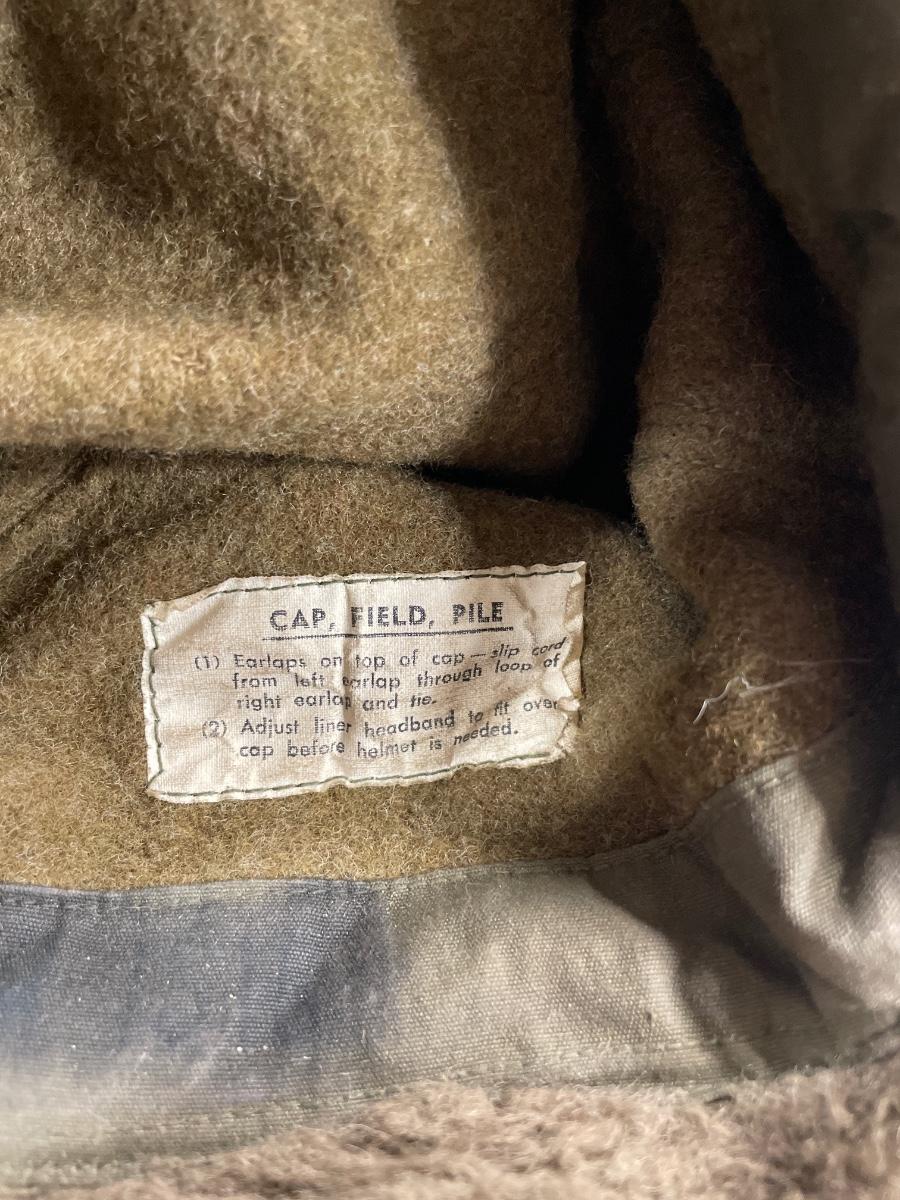 CAP, FIELD, PILE
(1) Earlaps on top of cap—slip cord
from left earlap through loop of
right earlap and tie.
(2) Adjust liner headband to fit over
cap before helmet is needed.